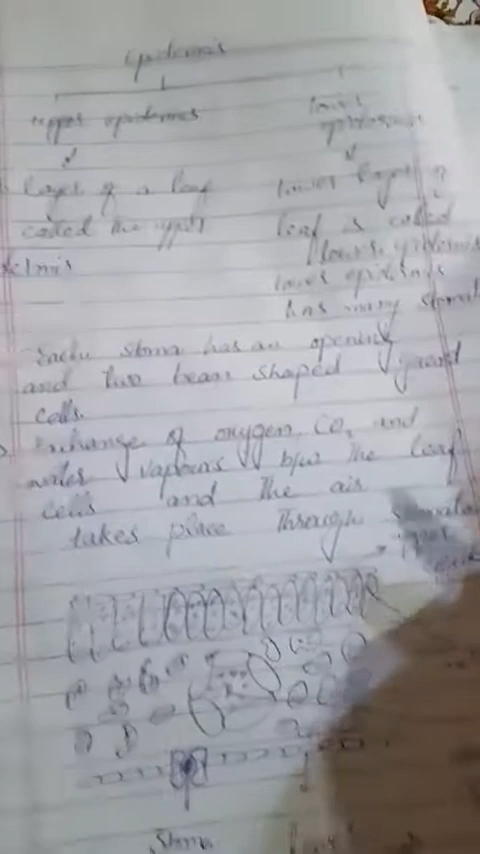 Epidermis
upper epidermis
lower
epidermis
layer of a leaf
called the upper
lower layer of
leaf is called
lower epidermis
lower epidermis
has many stomata
Each stoma has an opening
and two bean shaped guard
cells.
Exchange of oxygen, CO2 and
water vapours b/w the leaf
cells and the air
takes place through stomata
upper
Stoma